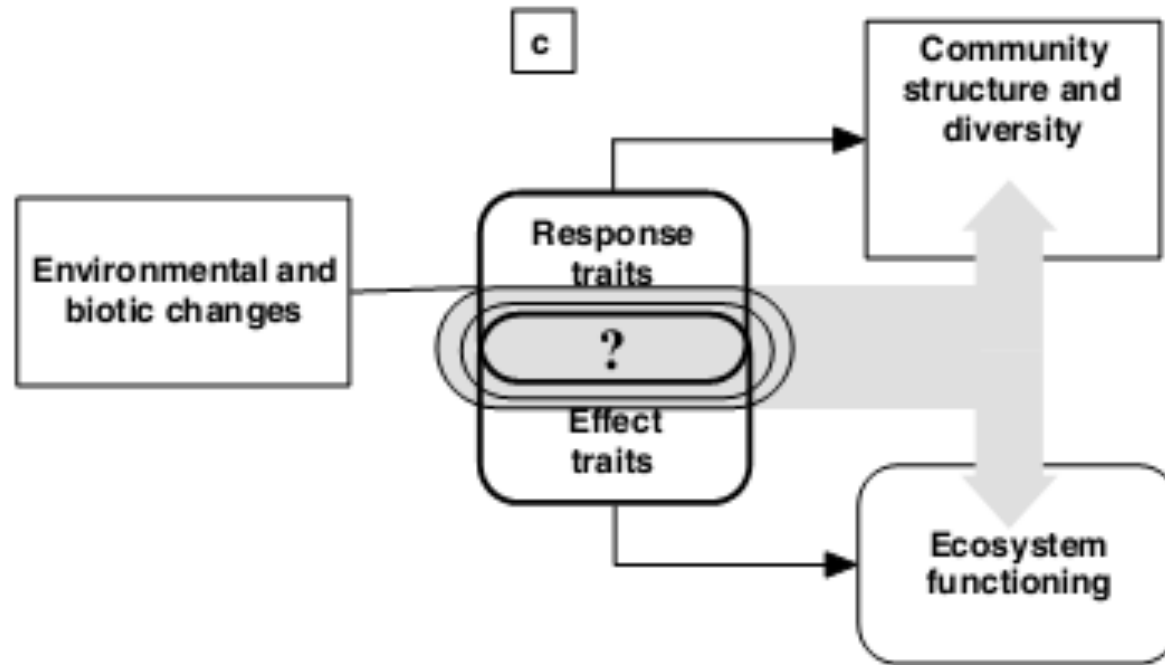 c
Community
structure and
diversity
Environmental and
biotic changes
Response
traits
?
Effect
traits
Ecosystem
functioning